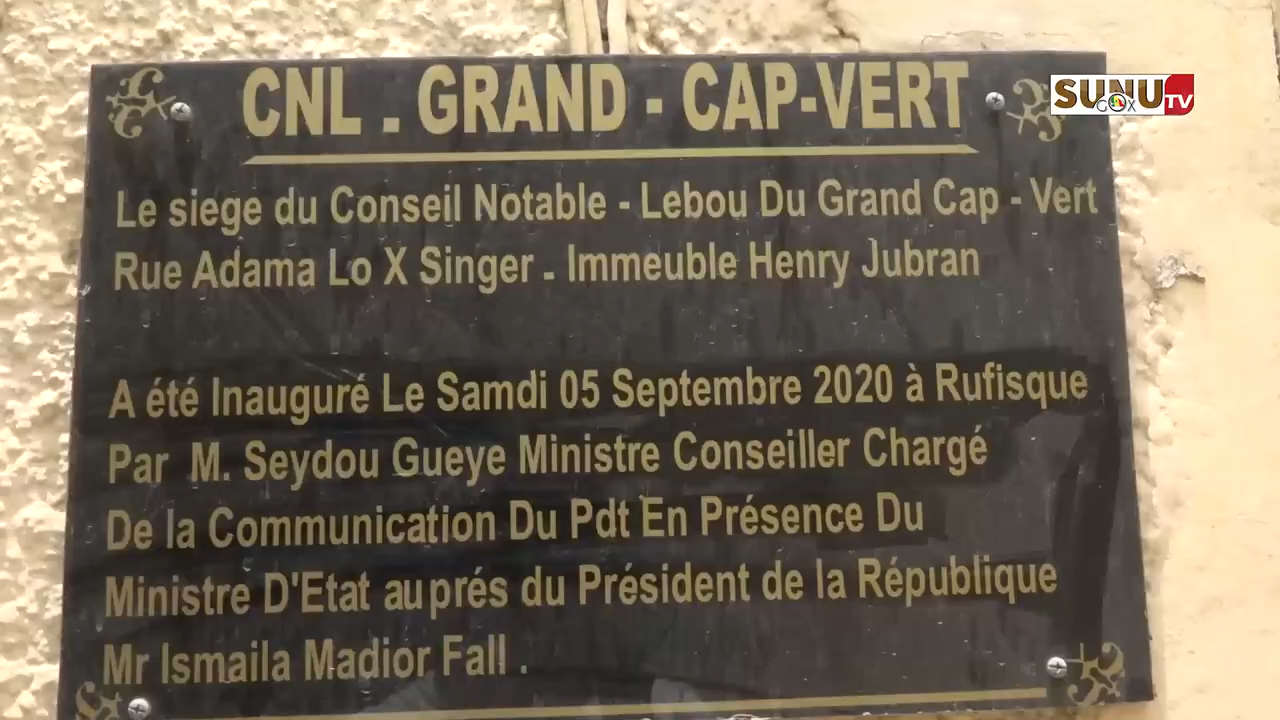 CNL . GRAND - CAP-VERT
SUNU GOX TV
Le siege du Conseil Notable - Lebou Du Grand Cap - Vert
Rue Adama Lo X Singer - Immeuble Henry Jubran
A été Inauguré Le Samdi 05 Septembre 2020 à Rufisque
Par M. Seydou Gueye Ministre Conseiller Chargé
De la Communication Du Pdt En Présence Du
Ministre D'Etat auprés du Président de la République
Mr Ismaila Madior Fall .